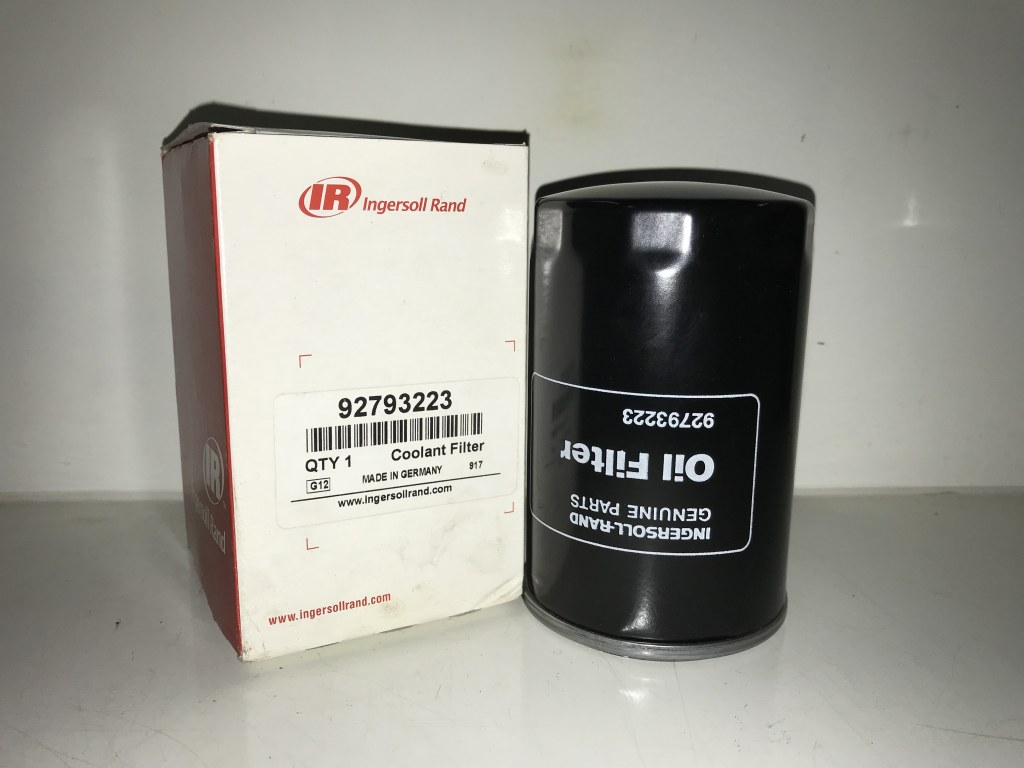 IR Ingersoll Rand
92793223
QTY 1 Coolant Filter
G12 MADE IN GERMANY 917
www.ingersollrand.com
www.ingersollrand.com
IR
Ingersoll Rand
INGERSOLL-RAND
GENUINE PARTS
Oil Filter
92793223